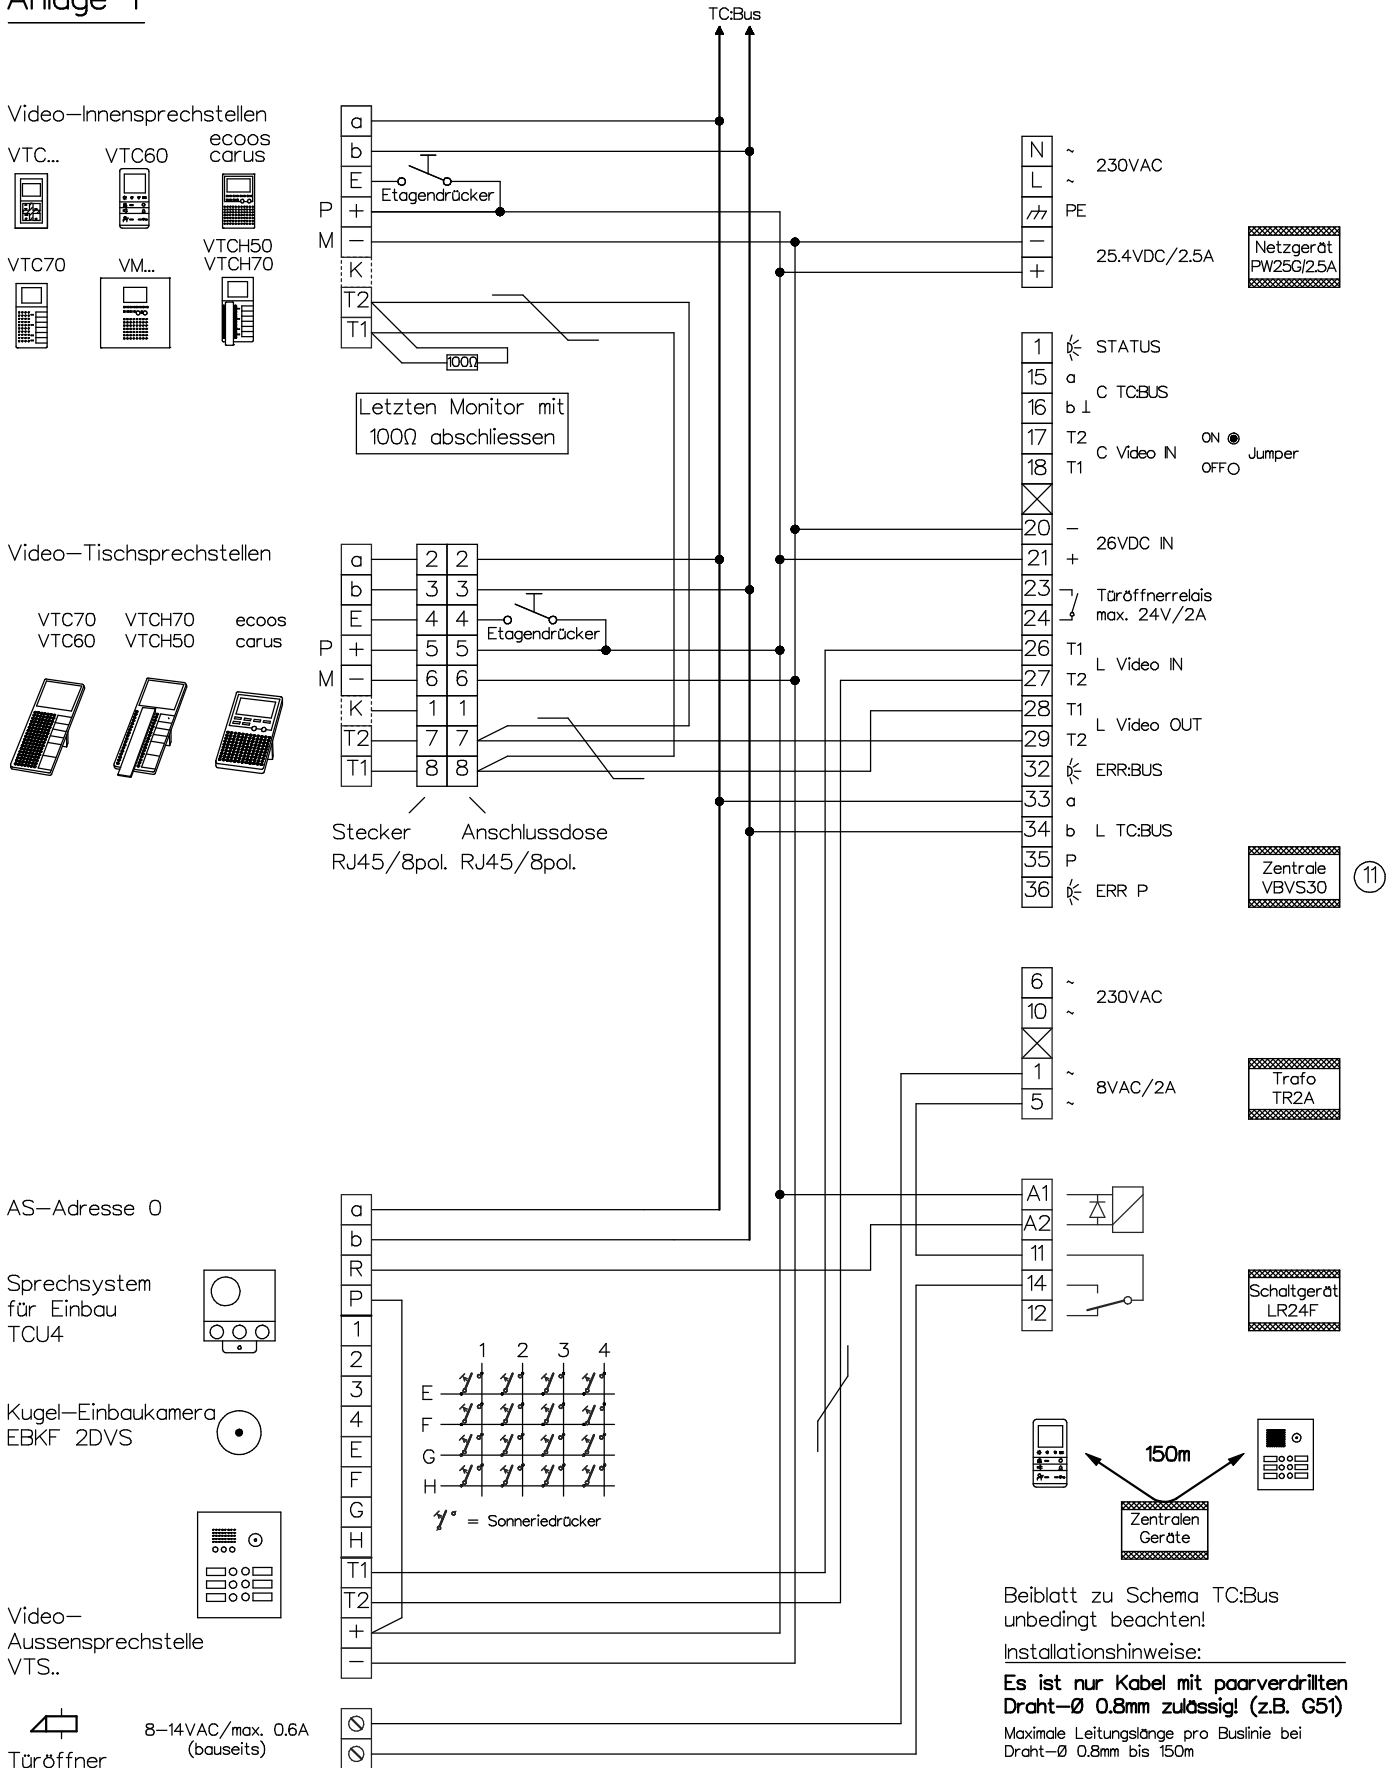 Anlage 1
TC:Bus
Video-Innensprechstellen
VTC... VTC60 ecoos
carus
VTC70 VM... VTCH50
VTCH70
a
b
E
P +
M -
K
T2
T1
Etagendrücker
100Ω
Letzten Monitor mit
100Ω abschliessen
N ~
L ~
230VAC
PE
-
+
25.4VDC/2.5A
Netzgerät
PW25G/2.5A
1 STATUS
15 a
16 b ⊥
C TC:BUS
17 T2
18 T1
C Video IN
ON
OFF
Jumper
20 -
21 +
26VDC IN
23
24
Türöffnerrelais
max. 24V/2A
26 T1
27 T2
L Video IN
28 T1
29 T2
L Video OUT
32 ERR:BUS
33 a
34 b L TC:BUS
35 P
36 ERR P
Zentrale
VBVS30
11
Video-Tischsprechstellen
VTC70 VTCH70 ecoos
VTC60 VTCH50 carus
a 2 2
b 3 3
E 4 4
P + 5 5
M - 6 6
K 1 1
T2 7 7
T1 8 8
Etagendrücker
Stecker Anschlussdose
RJ45/8pol. RJ45/8pol.
6 ~
10 ~
230VAC
1 ~
5 ~
8VAC/2A
Trafo
TR2A
A1
A2
11
14
12
Schaltgerät
LR24F
AS-Adresse 0
Sprechsystem
für Einbau
TCU4
Kugel-Einbaukamera
EBKF 2DVS
Video-
Aussensprechstelle
VTS..
Türöffner
8-14VAC/max. 0.6A
(bauseits)
a
b
R
P
1
2
3
4
E
F
G
H
T1
T2
+
-
1 2 3 4
E
F
G
H
= Sonneriedrücker
150m
Zentralen
Geräte
Beiblatt zu Schema TC:Bus
unbedingt beachten!
Installationshinweise:
Es ist nur Kabel mit paarverdrillten
Draht-Ø 0.8mm zulässig! (z.B. G51)
Maximale Leitungslänge pro Buslinie bei
Draht-Ø 0.8mm bis 150m